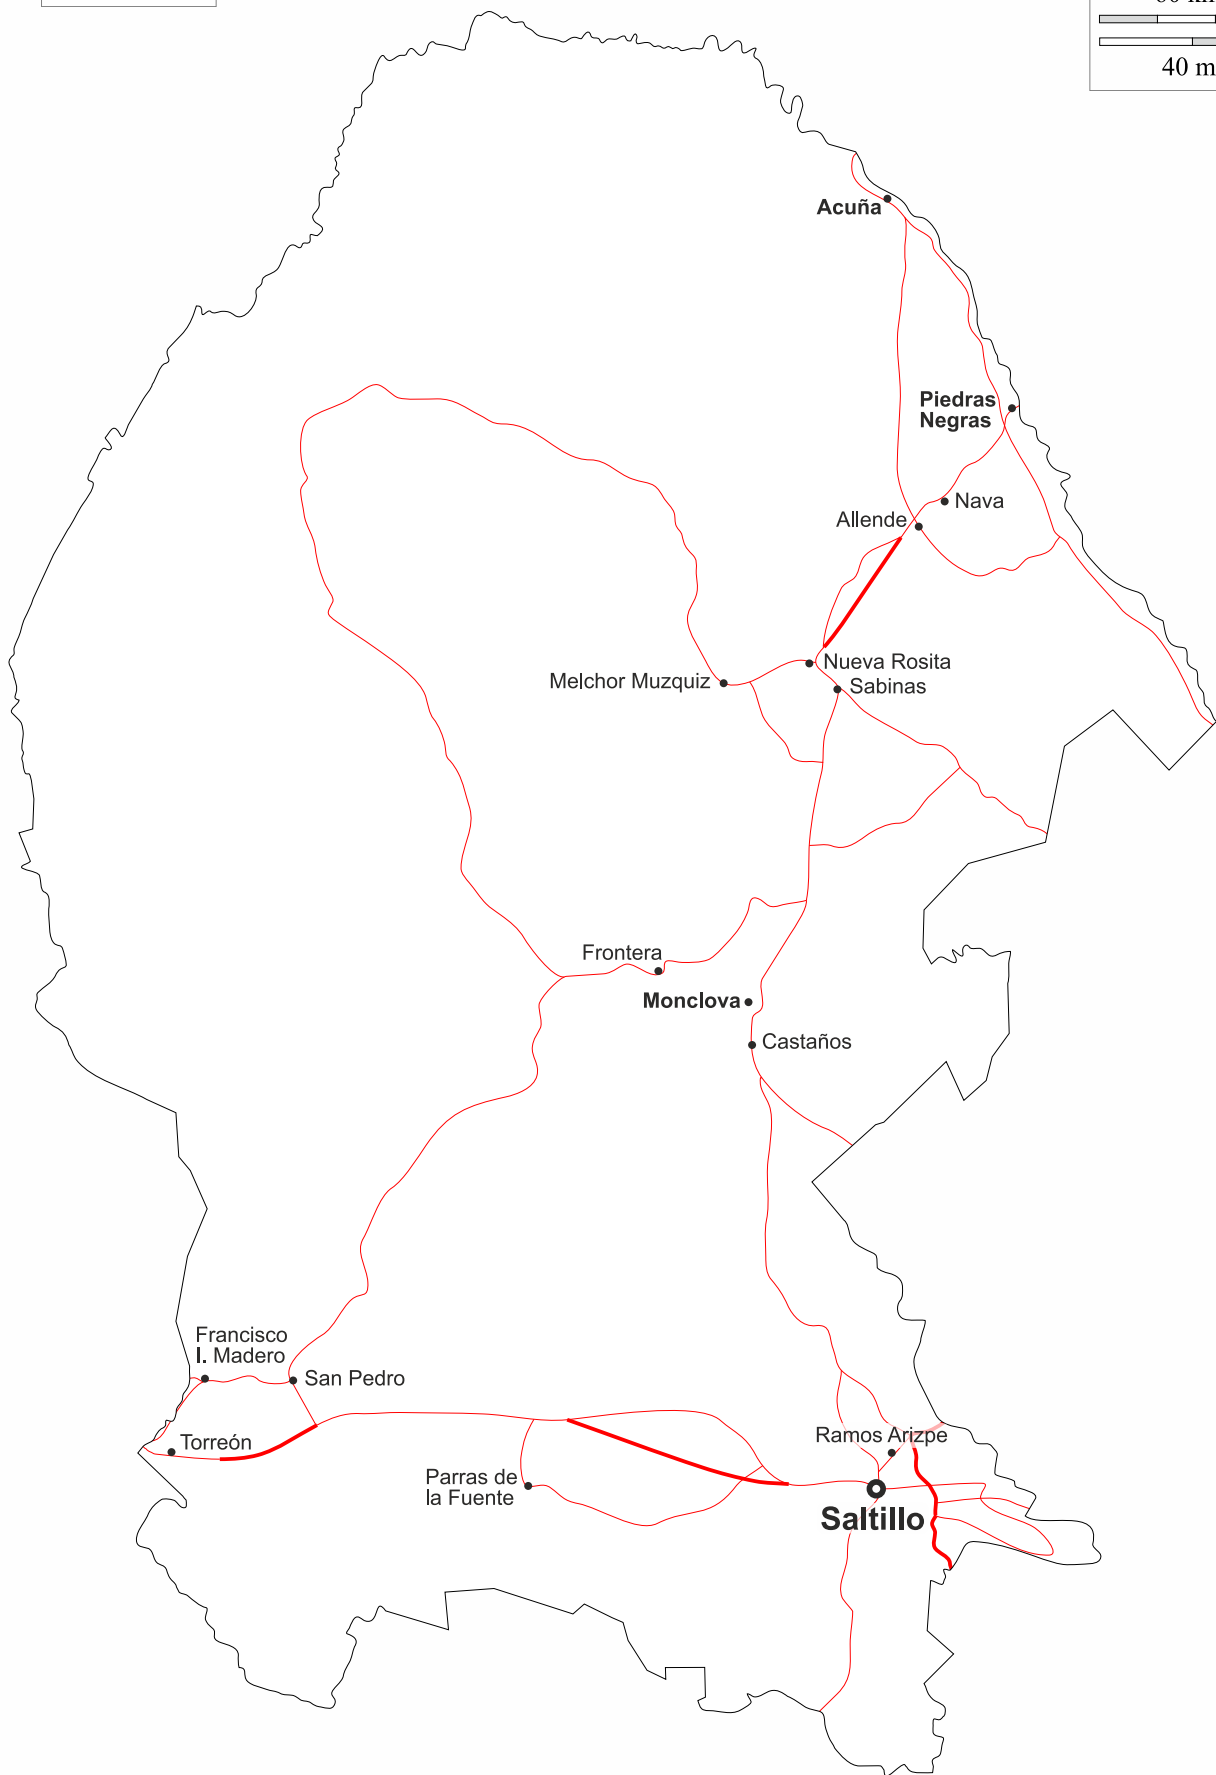 40 m
Acuña
Piedras
Negras
Nava
Allende
Nueva Rosita
Melchor Muzquiz
Sabinas
Frontera
Monclova
Castaños
Francisco
I. Madero
San Pedro
Torreón
Ramos Arizpe
Parras de
la Fuente
Saltillo